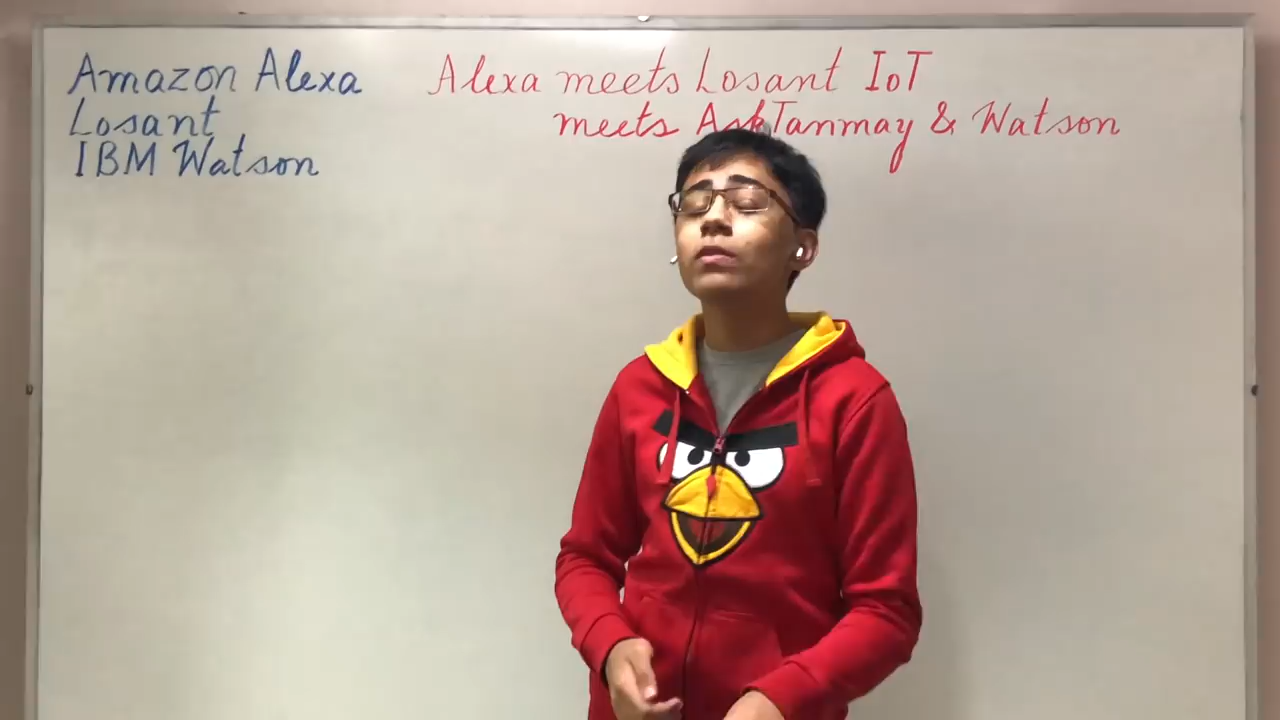 Amazon Alexa
Losant
IBM Watson
Alexa meets Losant IoT
meets AskTanmay & Watson